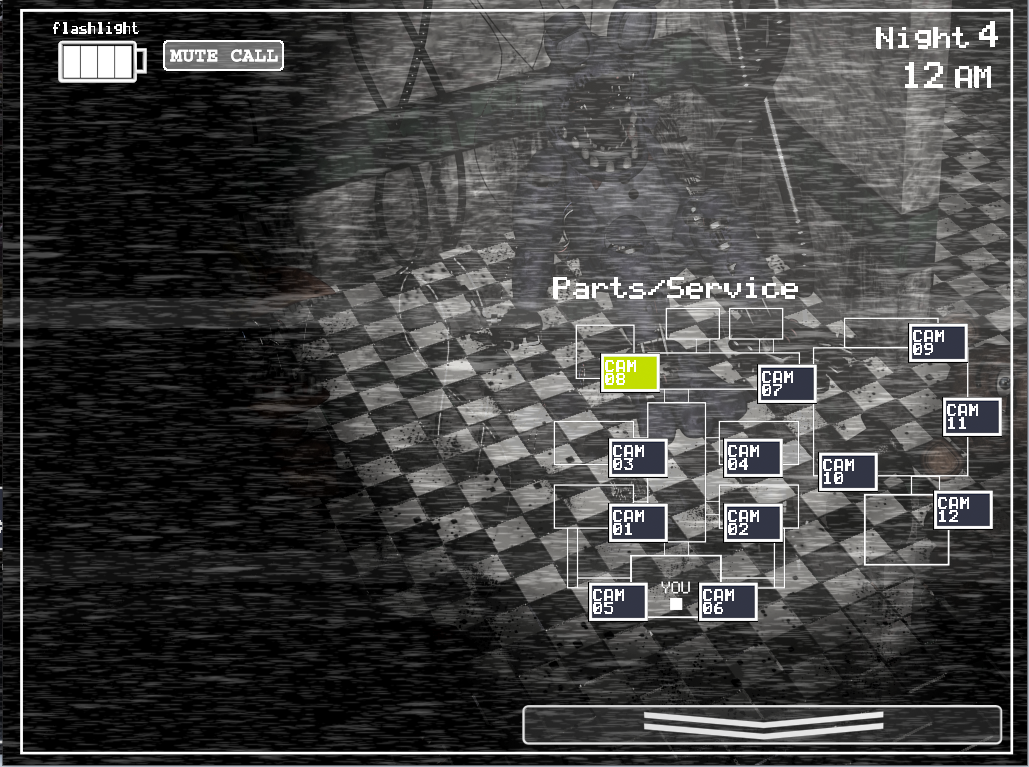 flashlight
MUTE CALL
Night 4
12 AM
Parts/Service
CAM
09
CAM
08
CAM
07
CAM
11
CAM
03
CAM
04
CAM
10
CAM
12
CAM
01
CAM
02
YOU
CAM
05
CAM
06